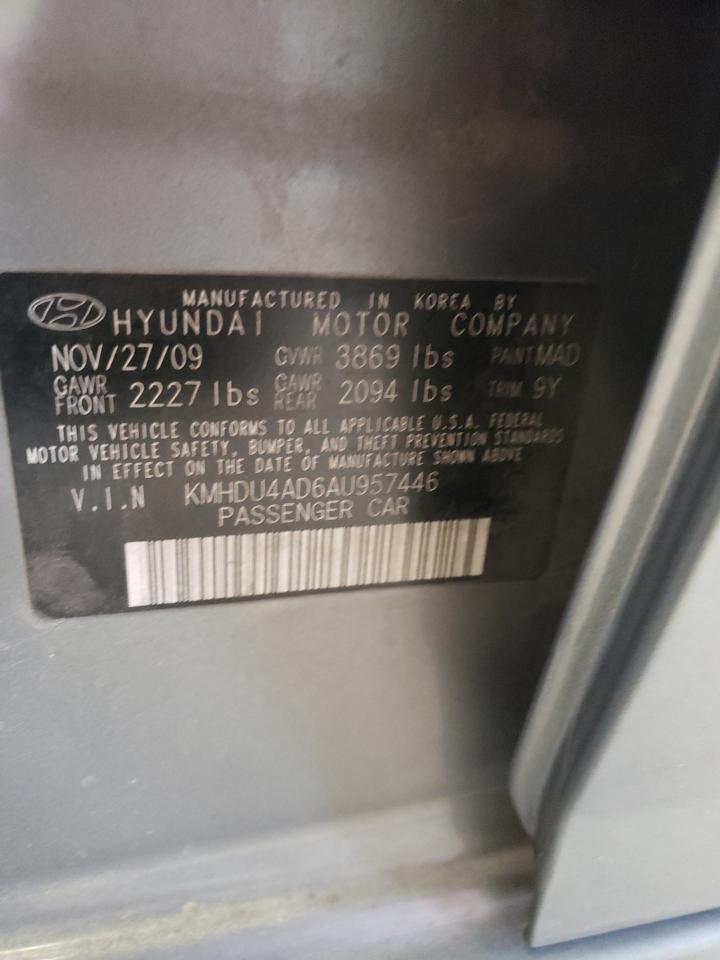 MANUFACTURED IN KOREA BY
HYUNDAI MOTOR COMPANY
NOV/27/09 GVWR 3869 lbs PAINT MAD
GAWR FRONT 2227 lbs GAWR REAR 2094 lbs TRIM 9Y
THIS VEHICLE CONFORMS TO ALL APPLICABLE U.S.A. FEDERAL
MOTOR VEHICLE SAFETY, BUMPER, AND THEFT PREVENTION STANDARDS
IN EFFECT ON THE DATE OF MANUFACTURE SHOWN ABOVE
V.I.N KMHDU4AD6AU957446
PASSENGER CAR